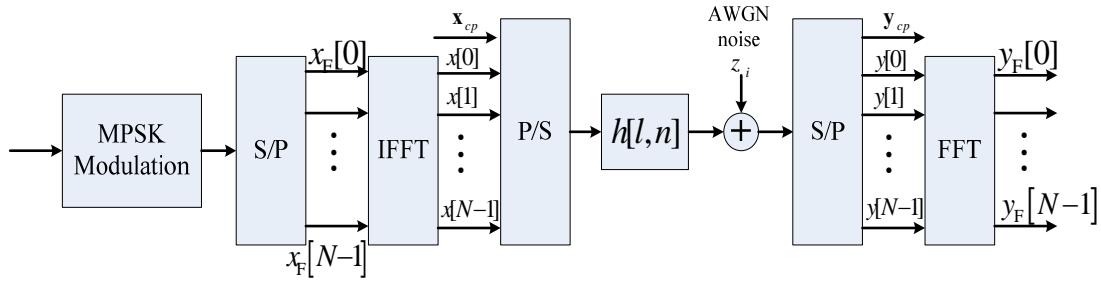 MPSK
Modulation
S/P
x_F[0]
x_F[N−1]
IFFT
x_cp
x[0]
x[1]
x[N−1]
P/S
h[l,n]
AWGN
noise
z_i
+
S/P
y_cp
y[0]
y[1]
y[N−1]
FFT
y_F[0]
y_F[N−1]